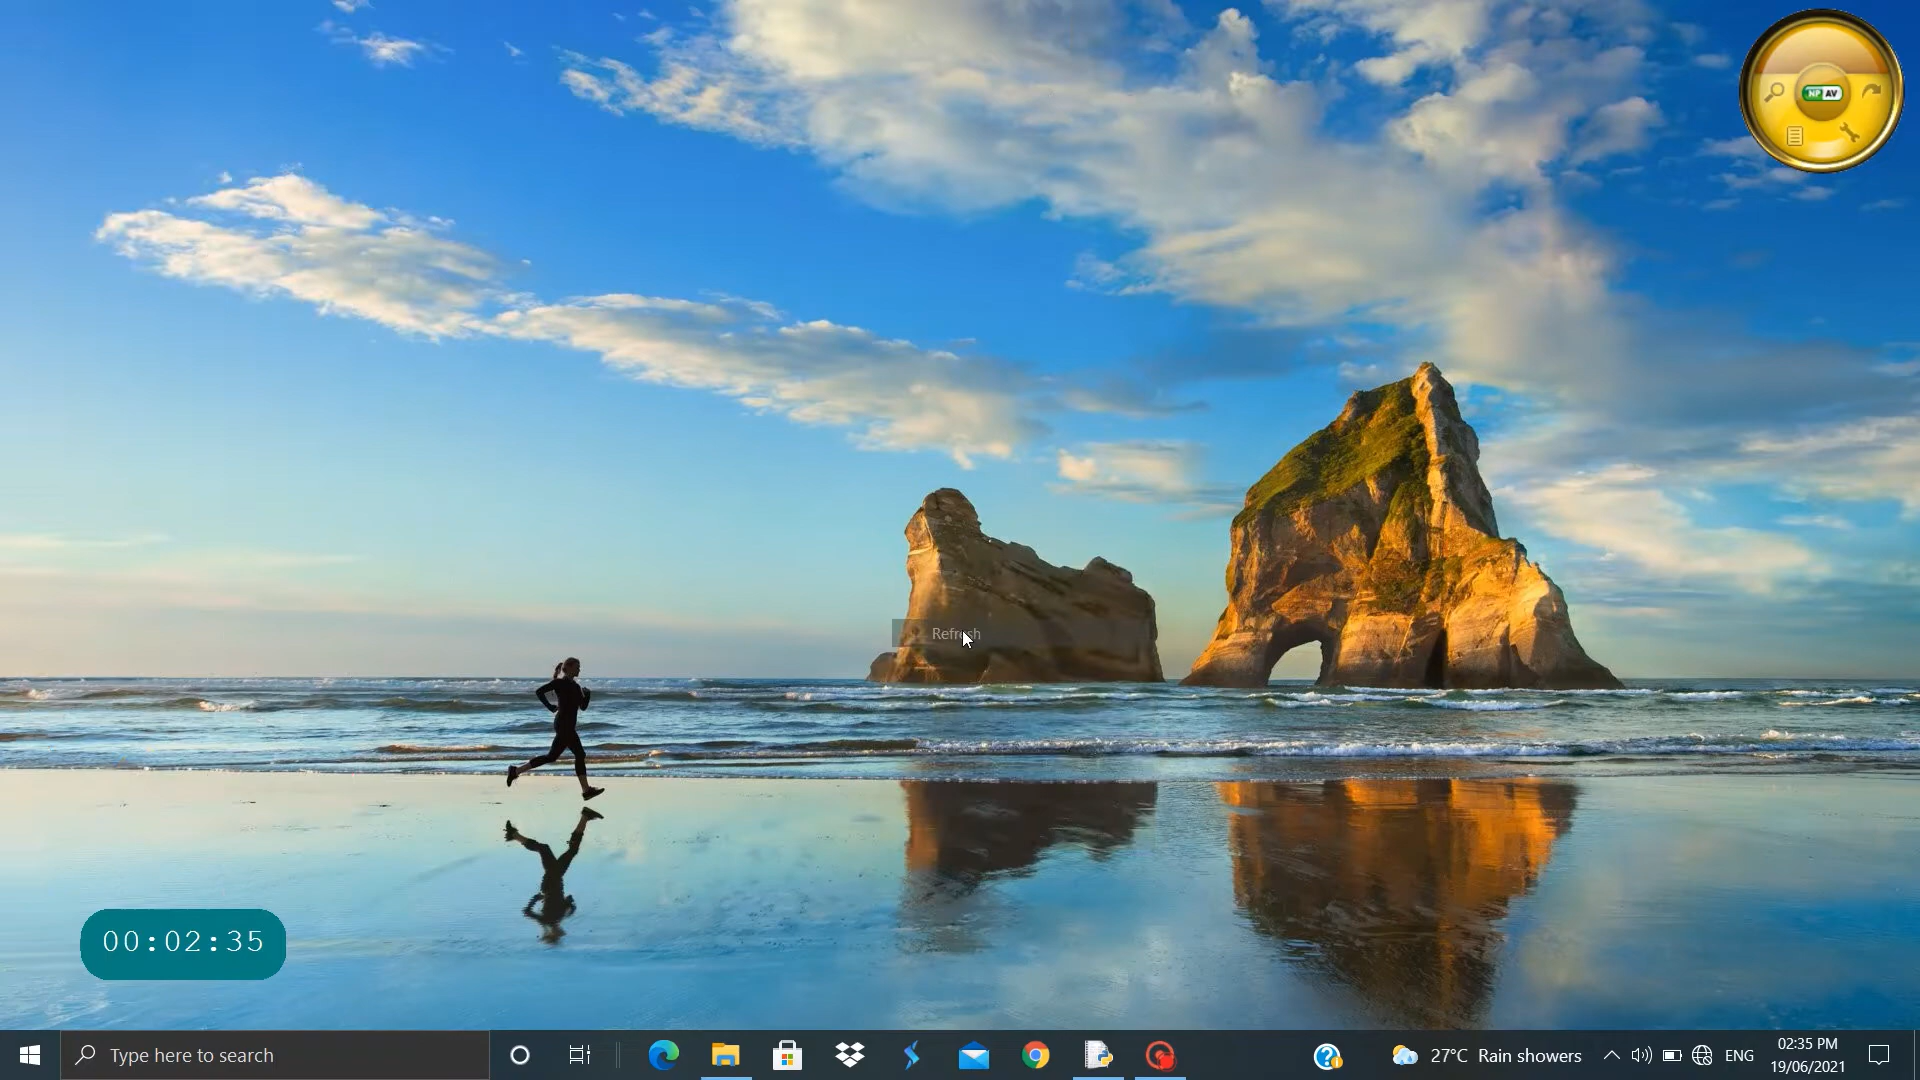 NP AV
Refresh
00:02:35
Type here to search
27°C Rain showers
ENG
02:35 PM
19/06/2021